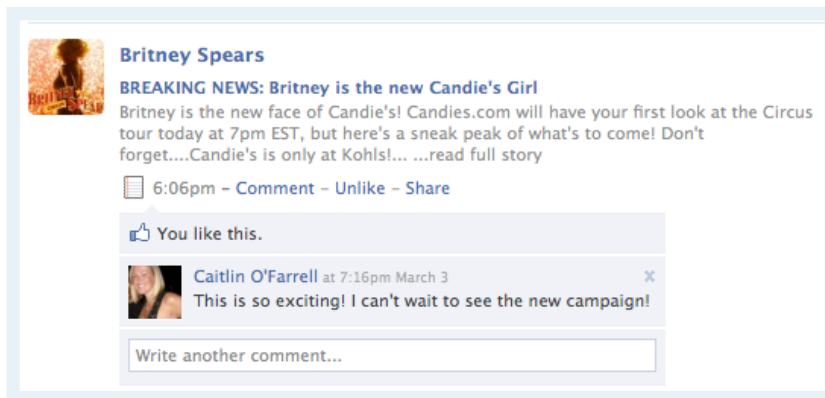 Britney Spears
BREAKING NEWS: Britney is the new Candie's Girl
Britney is the new face of Candie's! Candies.com will have your first look at the Circus
tour today at 7pm EST, but here's a sneak peak of what's to come! Don't
forget....Candie's is only at Kohls!... ...read full story
6:06pm – Comment – Unlike – Share
You like this.
Caitlin O'Farrell at 7:16pm March 3
This is so exciting! I can't wait to see the new campaign!
Write another comment...